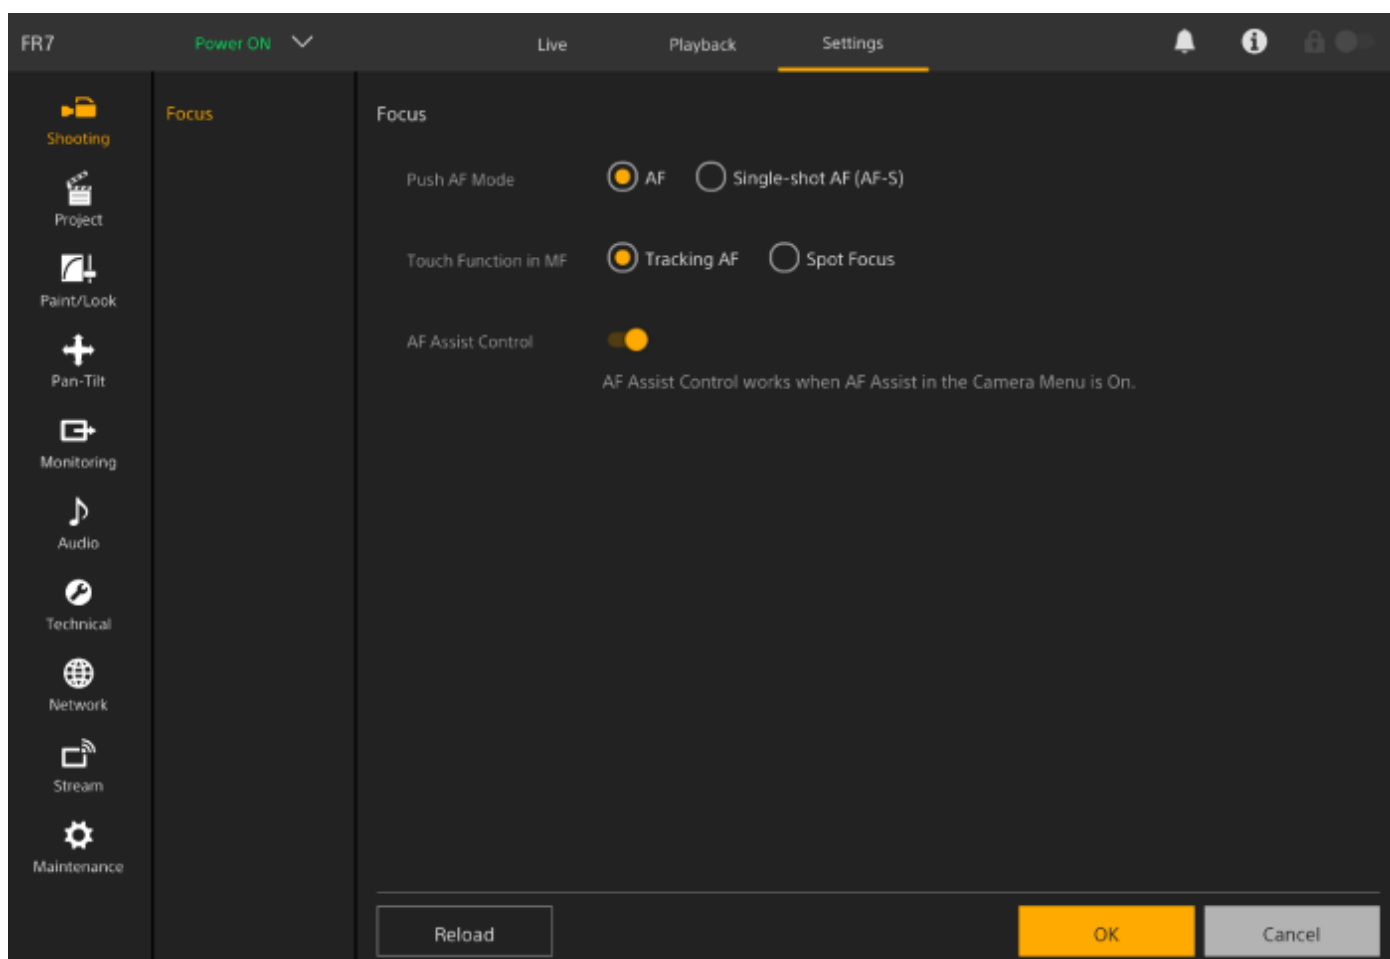 FR7 Power ON Live Playback Settings
Shooting
Project
Paint/Look
Pan-Tilt
Monitoring
Audio
Technical
Network
Stream
Maintenance
Focus
Focus
Push AF Mode AF Single-shot AF (AF-S)
Touch Function in MF Tracking AF Spot Focus
AF Assist Control
AF Assist Control works when AF Assist in the Camera Menu is On.
Reload OK Cancel